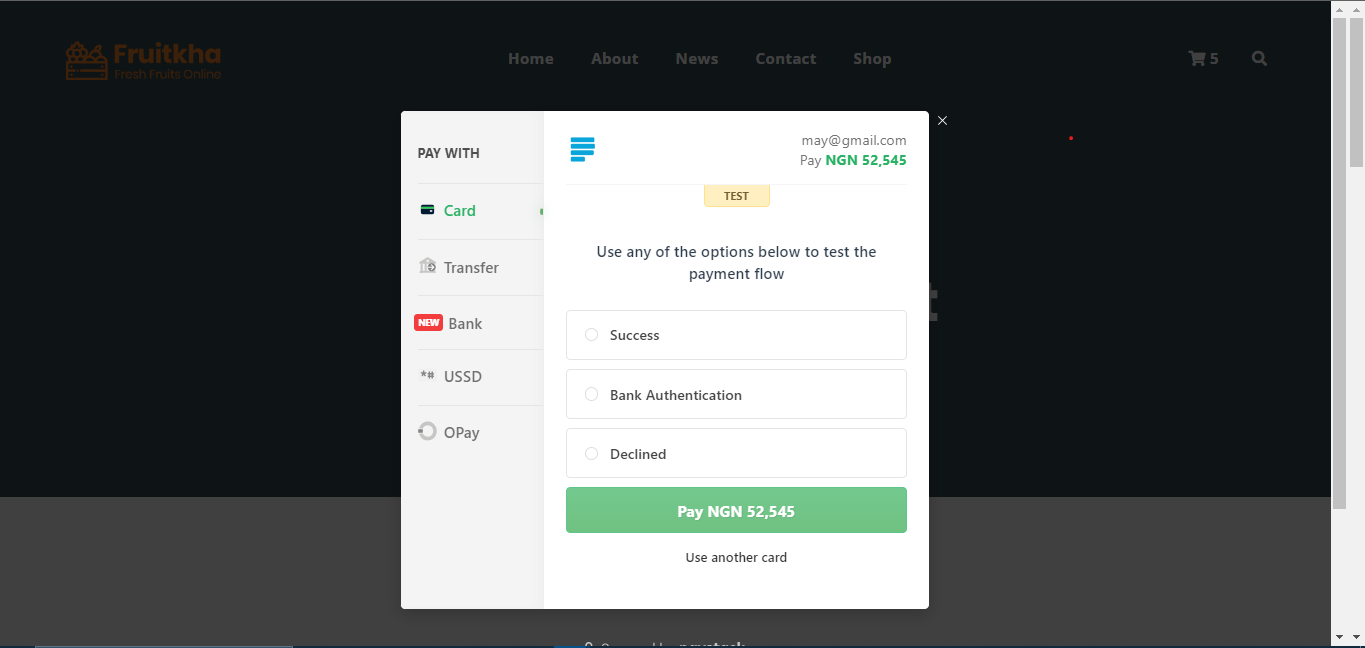 Fruitkha
Fresh Fruits Online
Home About News Contact Shop
5
PAY WITH
Card
Transfer
NEW Bank
*# USSD
OPay
may@gmail.com
Pay NGN 52,545
TEST
Use any of the options below to test the
payment flow
Success
Bank Authentication
Declined
Pay NGN 52,545
Use another card
t